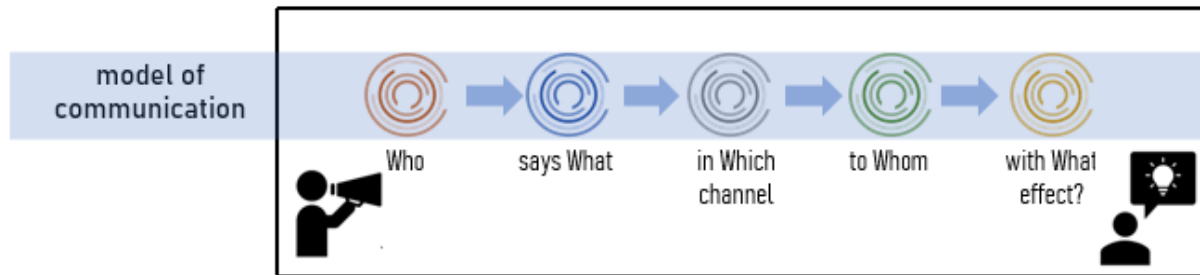 model of
communication
Who
says What
in Which
channel
to Whom
with What
effect?